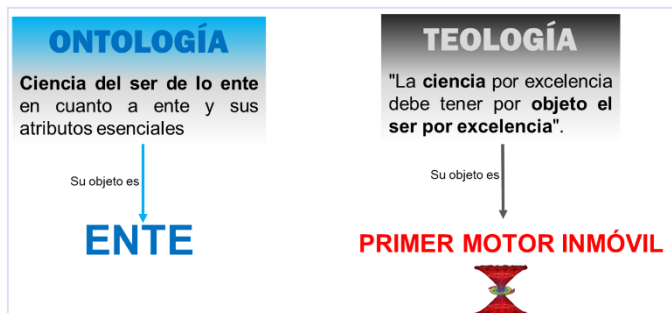 ONTOLOGÍA
Ciencia del ser de lo ente
en cuanto a ente y sus
atributos esenciales
Su objeto es
ENTE
TEOLOGÍA
"La ciencia por excelencia
debe tener por objeto el
ser por excelencia".
Su objeto es
PRIMER MOTOR INMÓVIL